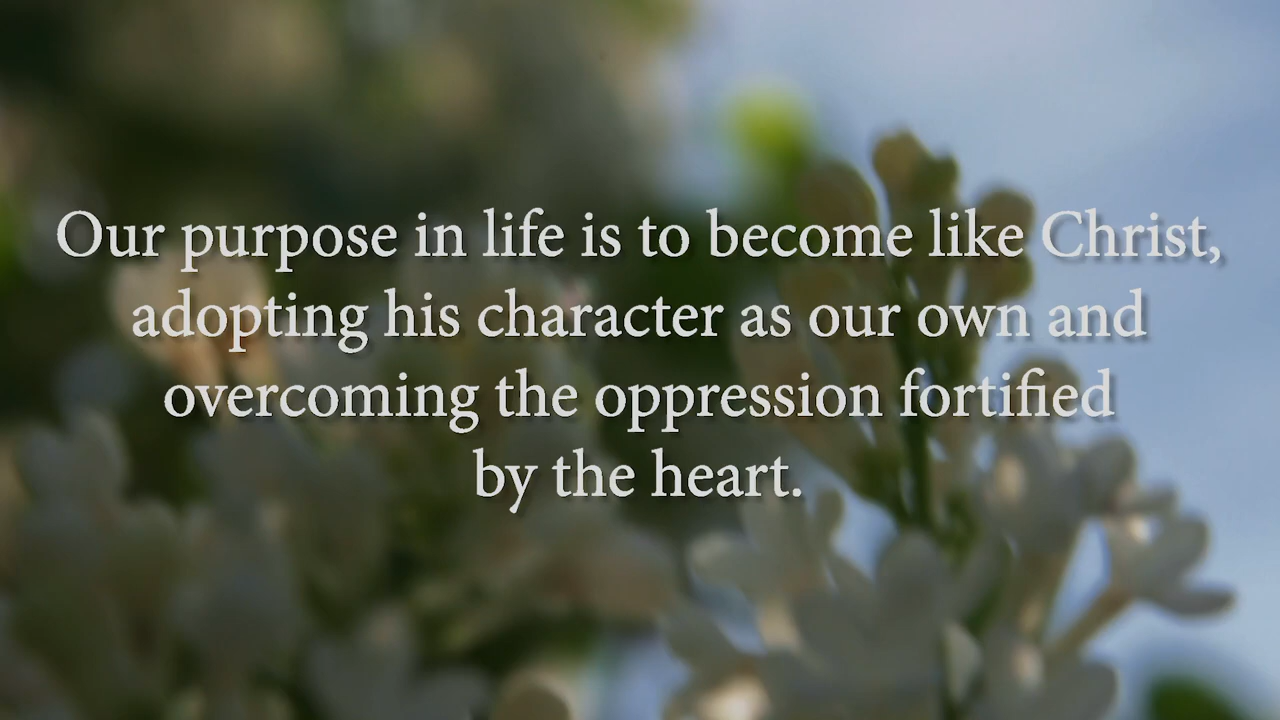 Our purpose in life is to become like Christ,
adopting his character as our own and
overcoming the oppression fortified
by the heart.